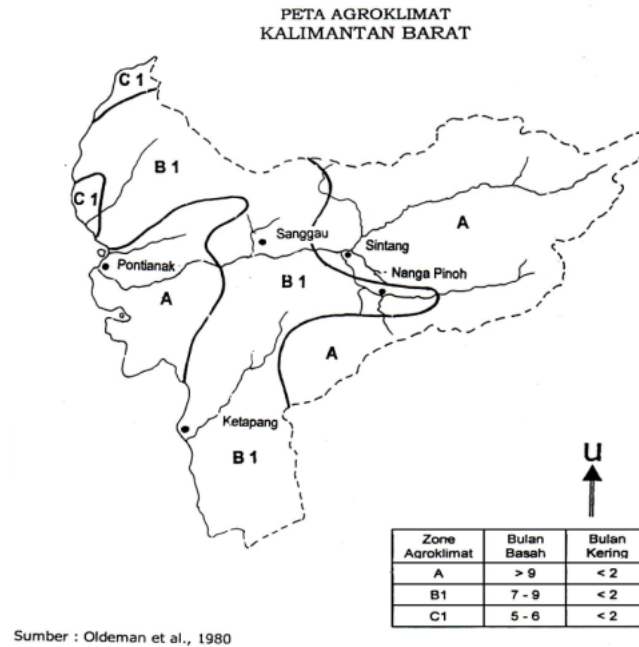 PETA AGROKLIMAT
KALIMANTAN BARAT
C 1
B 1
C 1
A
Sanggau
Sintang
Pontianak
Nanga Pinoh
B 1
A
A
Ketapang
B 1
u
Zone Agroklimat | Bulan Basah | Bulan Kering
A | > 9 | < 2
B1 | 7 - 9 | < 2
C1 | 5 - 6 | < 2
Sumber : Oldeman et al., 1980